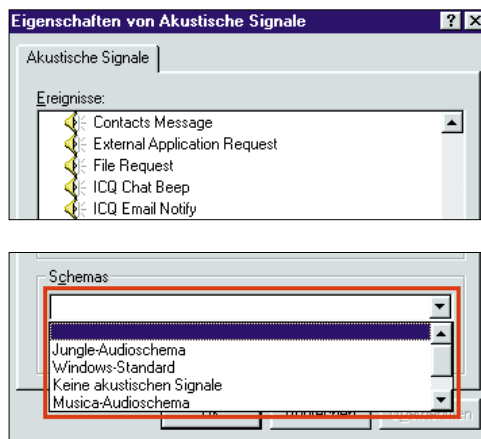 Eigenschaften von Akustische Signale
Akustische Signale
Ereignisse:
Contacts Message
External Application Request
File Request
ICQ Chat Beep
ICQ Email Notify
Schemas
Jungle-Audioschema
Windows-Standard
Keine akustischen Signale
Musica-Audioschema